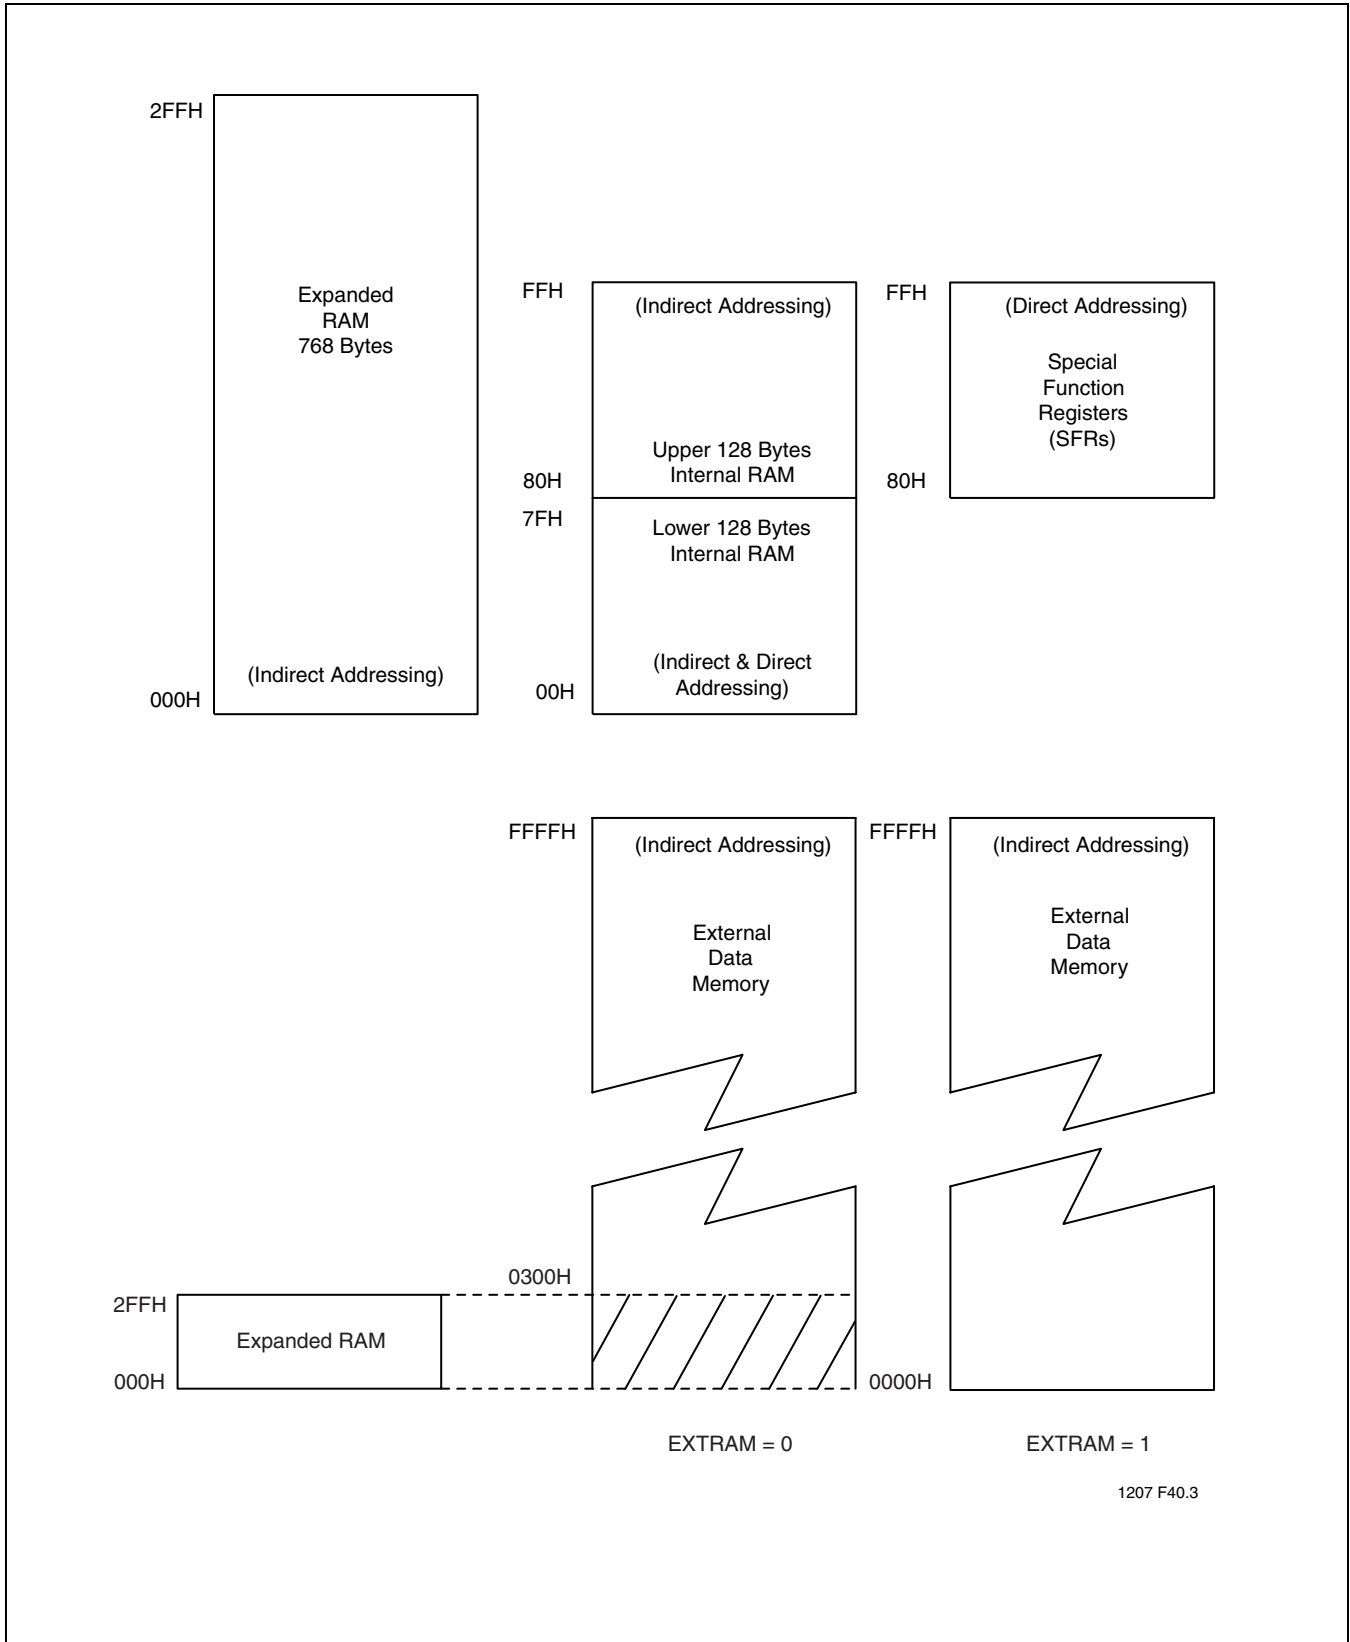 2FFH
Expanded
RAM
768 Bytes
(Indirect Addressing)
000H
FFH
(Indirect Addressing)
Upper 128 Bytes
Internal RAM
80H
7FH
Lower 128 Bytes
Internal RAM
(Indirect & Direct
Addressing)
00H
FFH
(Direct Addressing)
Special
Function
Registers
(SFRs)
80H
FFFFH
(Indirect Addressing)
External
Data
Memory
0300H
2FFH
Expanded RAM
000H
EXTRAM = 0
FFFFH
(Indirect Addressing)
External
Data
Memory
0000H
EXTRAM = 1
1207 F40.3